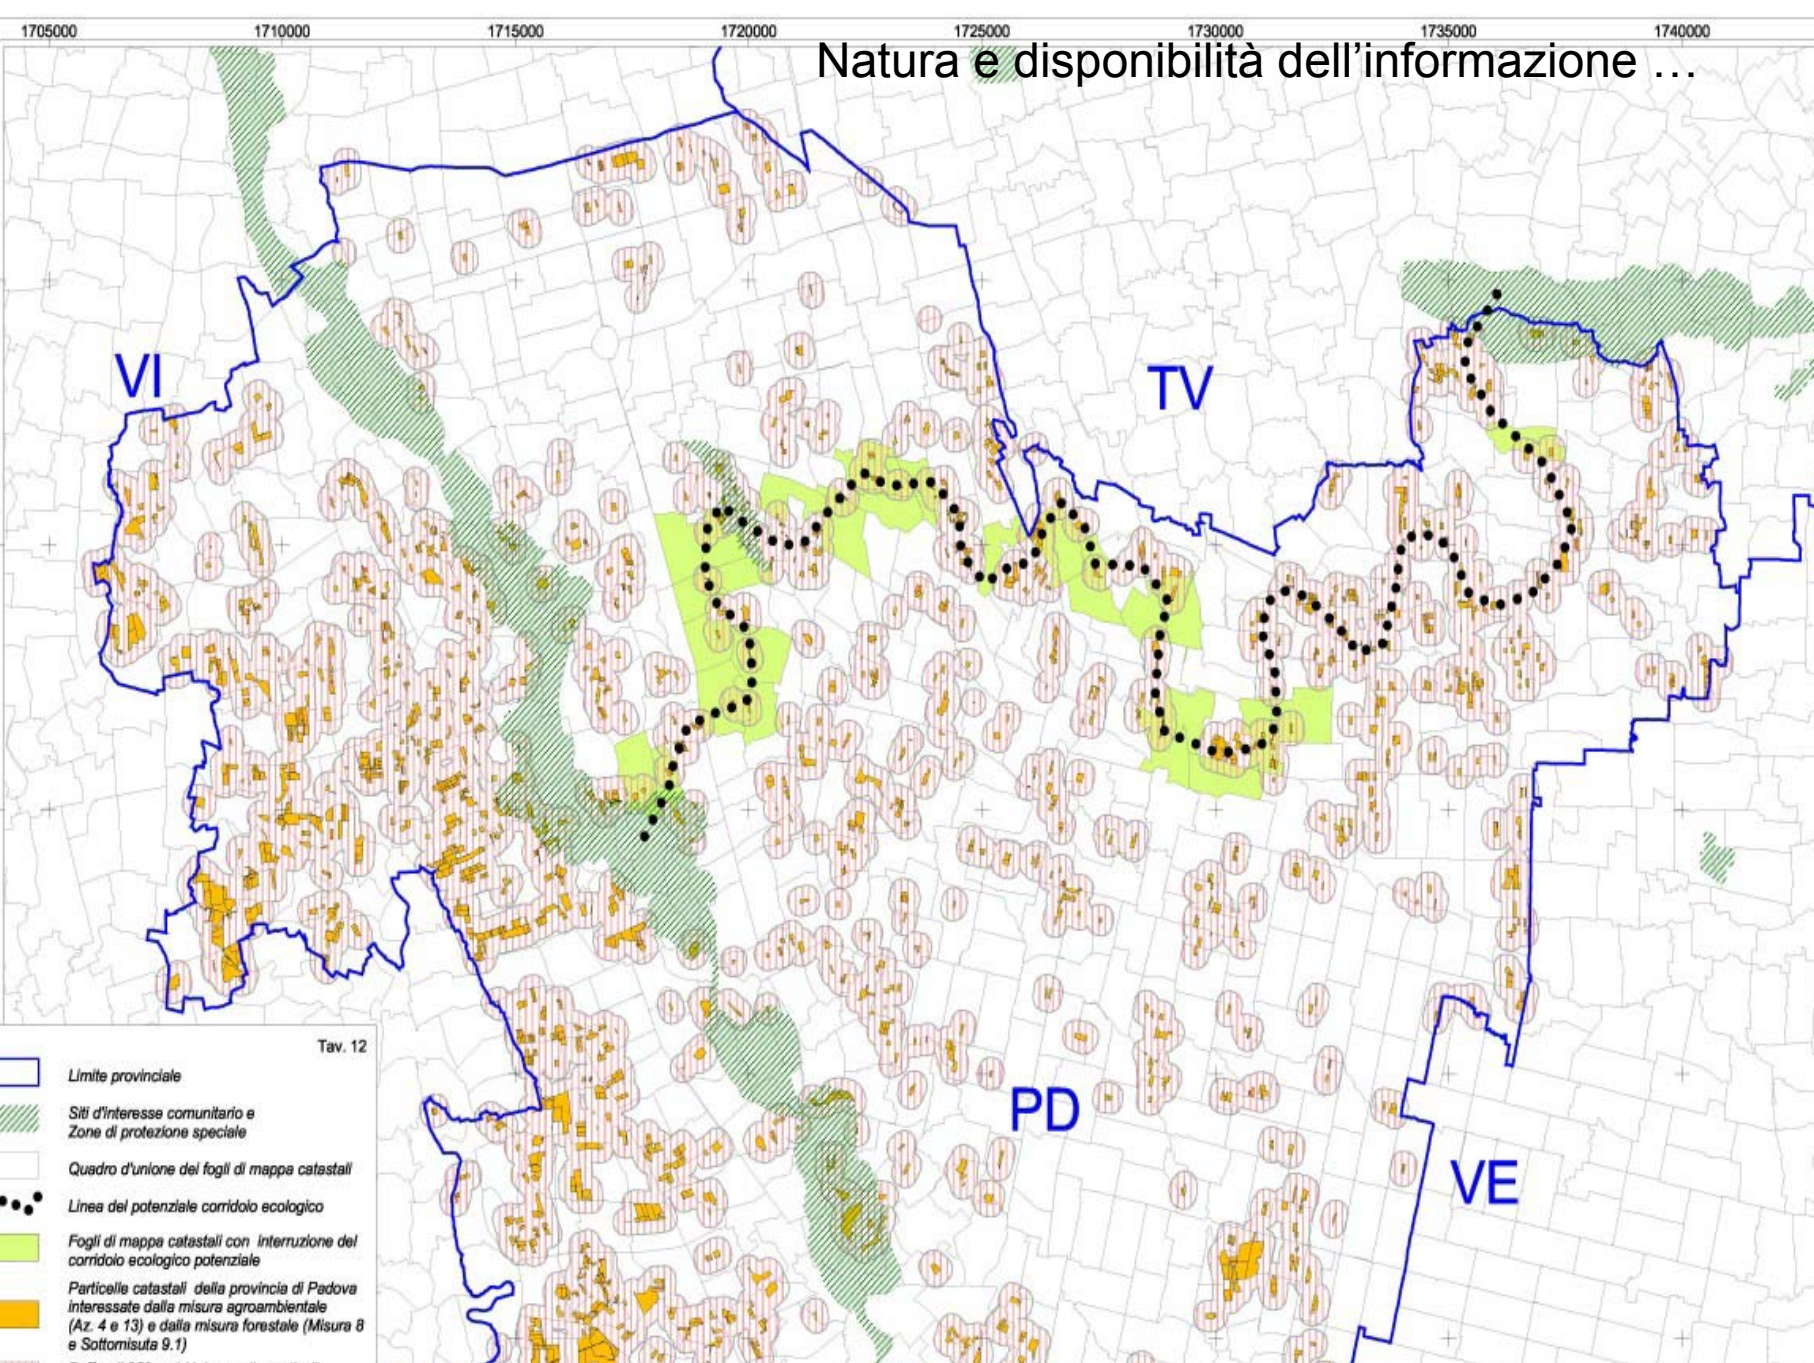 1705000 1710000 1715000 1720000 1725000 1730000 1735000 1740000
Natura e disponibilità dell'informazione …
VI
TV
PD
VE
Tav. 12
Limite provinciale
Siti d'interesse comunitario e
Zone di protezione speciale
Quadro d'unione dei fogli di mappa catastali
Linea del potenziale corridoio ecologico
Fogli di mappa catastali con interruzione del
corridoio ecologico potenziale
Particelle catastali della provincia di Padova
interessate dalla misura agroambientale
(Az. 4 e 13) e dalla misura forestale (Misura 8
e Sottomisuta 9.1)